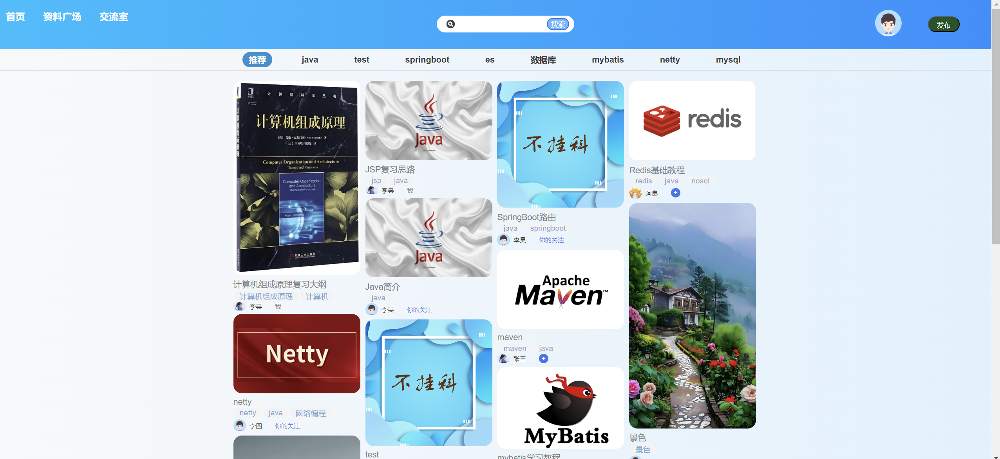 首页 资料广场 交流室
搜索
发布
推荐 java test springboot es 数据库 mybatis netty mysql
计算机科学丛书
计算机组成原理
[英] 艾伦·克莱门茨 (Alan Clements) 著
沈立 王苏峰 肖晓强 译
Computer Organization and Architecture
Themes and Variations
Computer Organization
and Architecture
Themes and Variations
Alan Clements
机械工业出版社
China Machine Press
计算机组成原理复习大纲
计算机组成原理 计算机
李昊 我
Netty
netty
netty java 网络编程
李四 你的关注
Java
JSP复习思路
jsp java
李昊 我
Java
Java简介
java
李昊 你的关注
不挂科
test
不挂科
SpringBoot路由
java springboot
李昊 你的关注
Apache
Maven™
maven
maven java
张三
MyBatis
mybatis学习教程
redis
Redis基础教程
redis java nosql
阿良
景色
景色